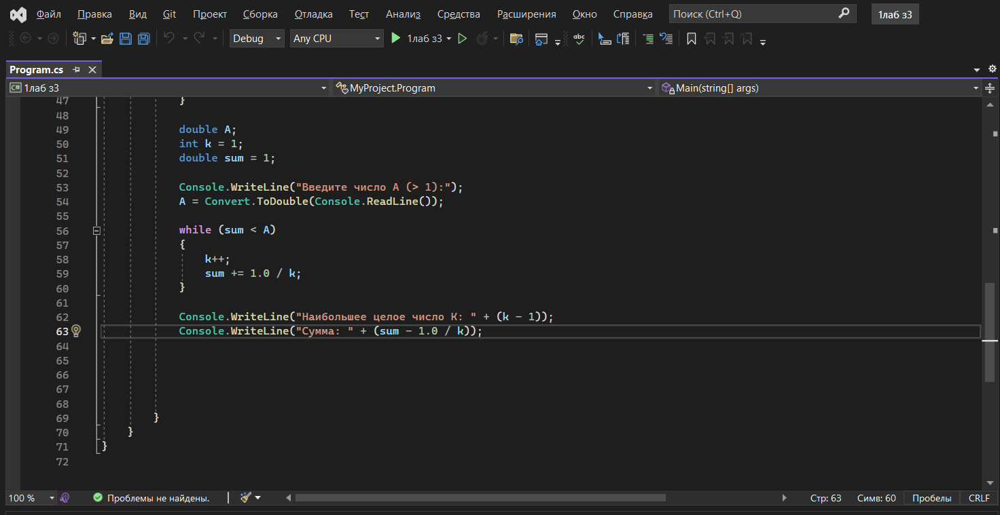 Файл Правка Вид Git Проект Сборка Отладка Тест Анализ Средства Расширения Окно Справка Поиск (Ctrl+Q) 1лаб з3
Debug Any CPU 1лаб з3 abc
Program.cs
C# 1лаб з3 MyProject.Program Main(string[] args)
47 }
48
49 double A;
50 int k = 1;
51 double sum = 1;
52
53 Console.WriteLine("Введите число A (> 1):");
54 A = Convert.ToDouble(Console.ReadLine());
55
56 while (sum < A)
57 {
58 k++;
59 sum += 1.0 / k;
60 }
61
62 Console.WriteLine("Наибольшее целое число K: " + (k - 1));
63 Console.WriteLine("Сумма: " + (sum - 1.0 / k));
64
65
66
67
68
69 }
70 }
71 }
72
100 % Проблемы не найдены. Стр: 63 Симв: 60 Пробелы CRLF